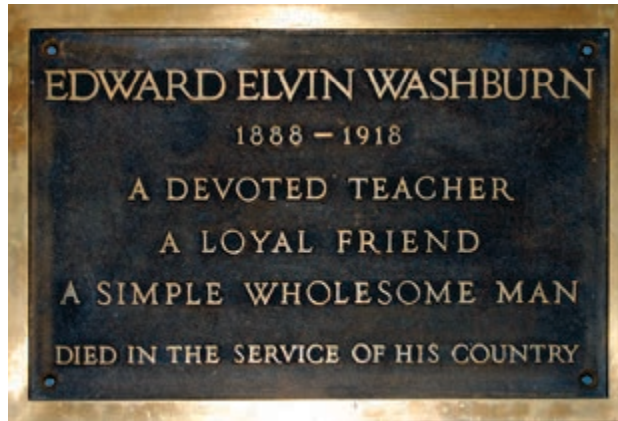 EDWARD ELVIN WASHBURN
1888 – 1918
A DEVOTED TEACHER
A LOYAL FRIEND
A SIMPLE WHOLESOME MAN
DIED IN THE SERVICE OF HIS COUNTRY